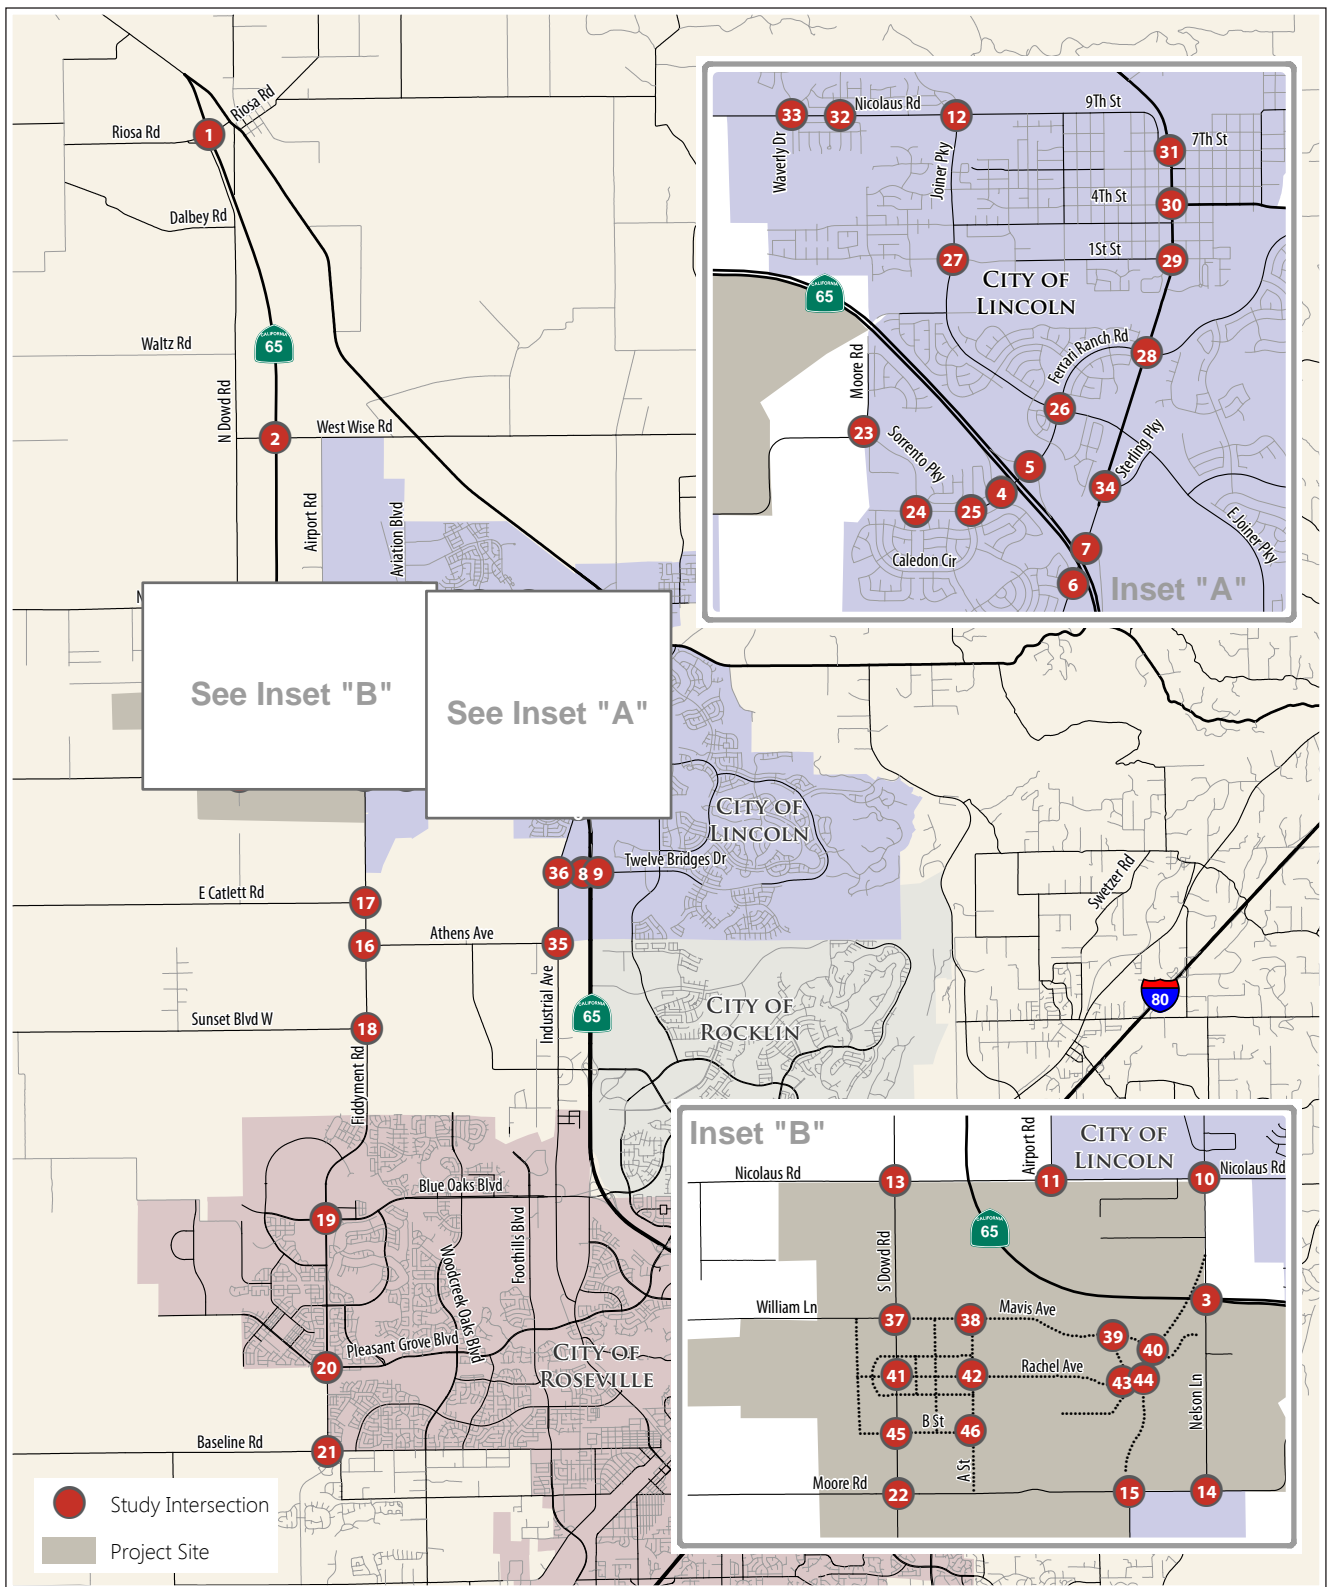 Riosa Rd
Riosa Rd
1
Dalbey Rd
Waltz Rd
CALIFORNIA
65
N Dowd Rd
2
West Wise Rd
Airport Rd
Aviation Blvd
N
See Inset "B"
See Inset "A"
33
32
Nicolaus Rd
12
9Th St
31
7Th St
Waverly Dr
Joiner Pky
4Th St
30
27
1St St
29
CITY OF
LINCOLN
CALIFORNIA
65
Moore Rd
Ferrari Ranch Rd
28
26
23
Sorrento Pky
5
4
Sterling Pky
34
24
25
E Joiner Pky
7
Caledon Cir
6
Inset "A"
CITY OF
LINCOLN
36
8
9
Twelve Bridges Dr
Swetzer Rd
E Catlett Rd
17
16
Athens Ave
35
Industrial Ave
80
Sunset Blvd W
18
CALIFORNIA
65
CITY OF
ROCKLIN
Fiddyment Rd
Blue Oaks Blvd
19
Foothills Blvd
Woodcreek Oaks Blvd
Pleasant Grove Blvd
20
CITY OF
ROSEVILLE
Baseline Rd
21
Study Intersection
Project Site
Inset "B"
Airport Rd
CITY OF
LINCOLN
Nicolaus Rd
13
11
10
Nicolaus Rd
CALIFORNIA
65
S Dowd Rd
3
William Ln
37
38
Mavis Ave
39
40
41
42
Rachel Ave
43
44
Nelson Ln
45
B St
46
A St
Moore Rd
22
15
14